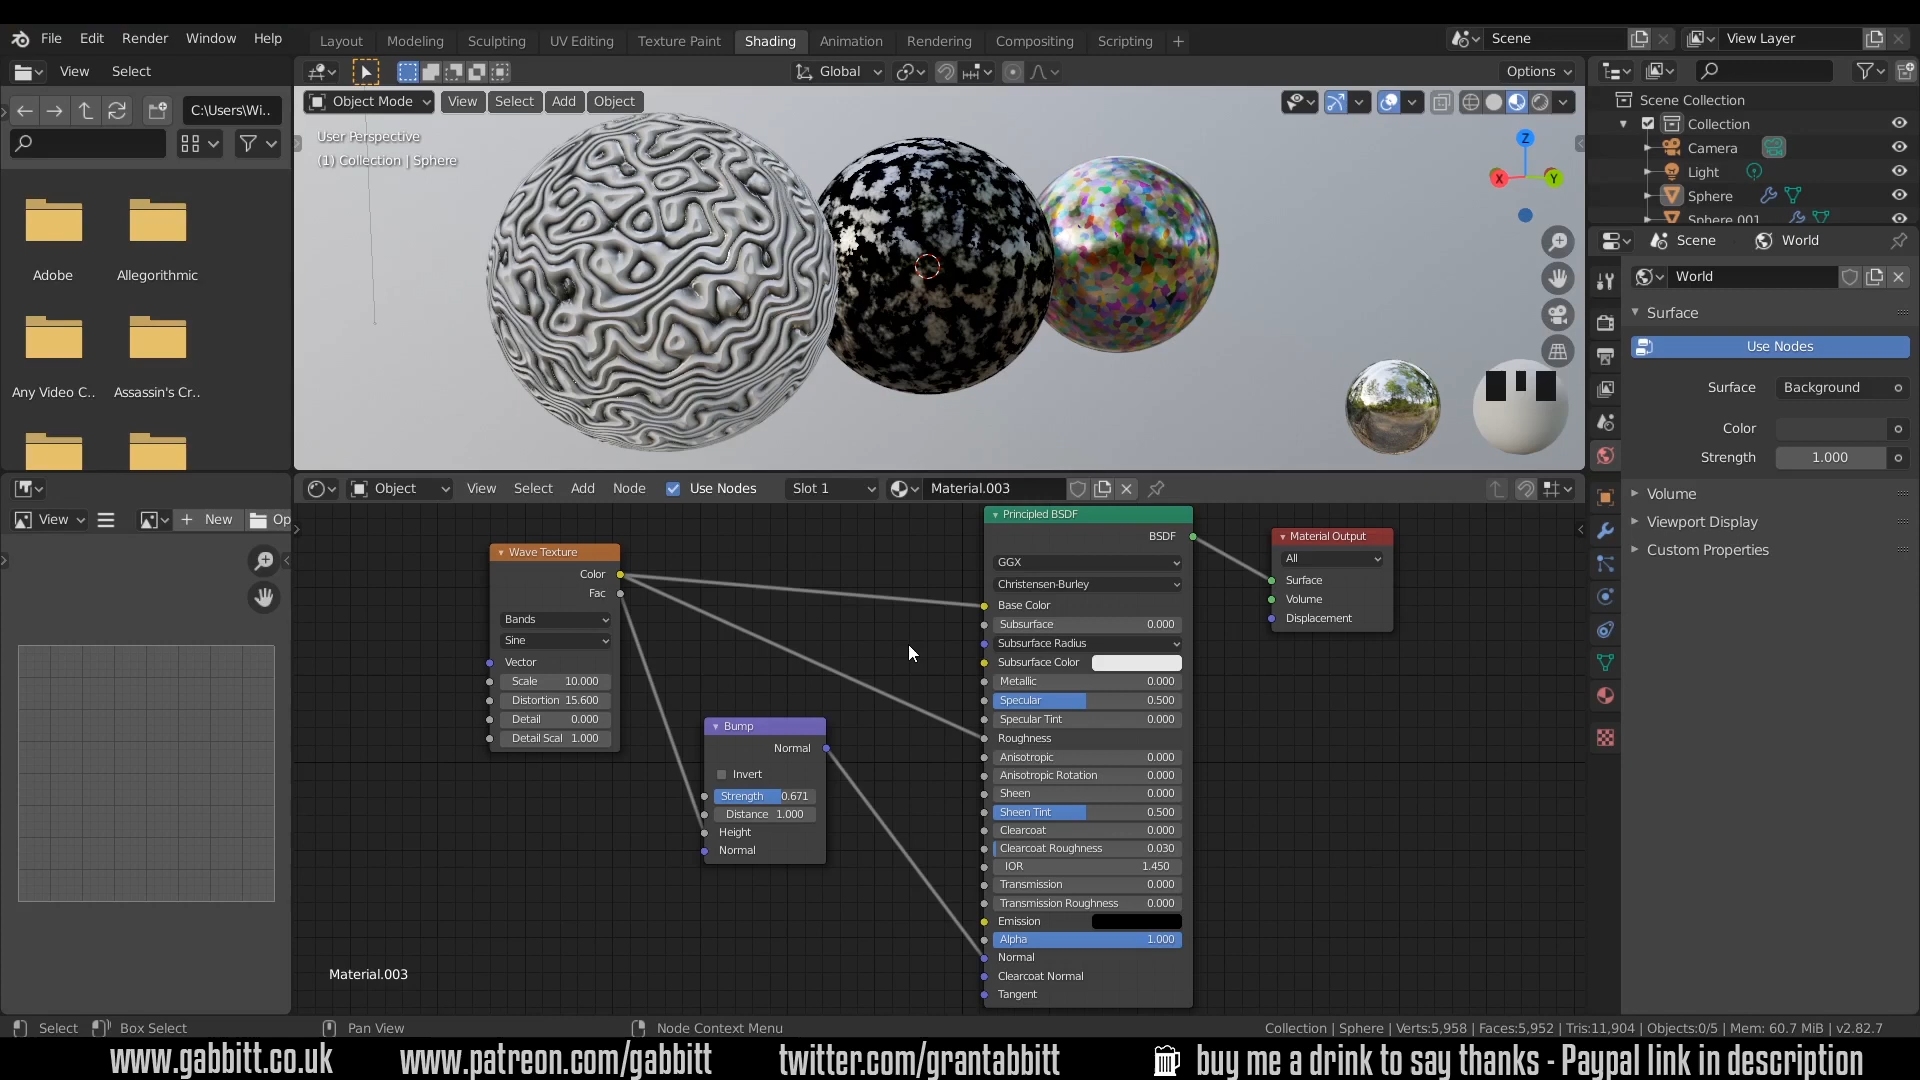 File Edit Render Window Help
Layout Modeling Sculpting UV Editing Texture Paint Shading Animation Rendering Compositing Scripting +
Scene
View Layer
View Select
Global
Options
C:\Users\Wi..
Object Mode View Select Add Object
User Perspective
(1) Collection | Sphere
Z
X
Y
Adobe
Allegorithmic
Any Video C..
Assassin's Cr..
Scene Collection
Collection
Camera
Light
Sphere
Sphere.001
Scene World
World
Surface
Use Nodes
Surface Background
Color
Strength 1.000
Volume
Viewport Display
Custom Properties
Object View Select Add Node Use Nodes Slot 1 Material.003
View + New Op
Wave Texture
Color
Fac
Bands
Sine
Vector
Scale 10.000
Distortion 15.600
Detail 0.000
Detail Scal 1.000
Bump
Normal
Invert
Strength 0.671
Distance 1.000
Height
Normal
Principled BSDF
BSDF
GGX
Christensen-Burley
Base Color
Subsurface 0.000
Subsurface Radius
Subsurface Color
Metallic 0.000
Specular 0.500
Specular Tint 0.000
Roughness
Anisotropic 0.000
Anisotropic Rotation 0.000
Sheen 0.000
Sheen Tint 0.500
Clearcoat 0.000
Clearcoat Roughness 0.030
IOR 1.450
Transmission 0.000
Transmission Roughness 0.000
Emission
Alpha 1.000
Normal
Clearcoat Normal
Tangent
Material Output
All
Surface
Volume
Displacement
Material.003
Select Box Select Pan View Node Context Menu
Collection | Sphere | Verts:5,958 | Faces:5,952 | Tris:11,904 | Objects:0/5 | Mem: 60.7 MiB | v2.82.7
www.gabbitt.co.uk www.patreon.com/gabbitt twitter.com/grantabbitt buy me a drink to say thanks - Paypal link in description